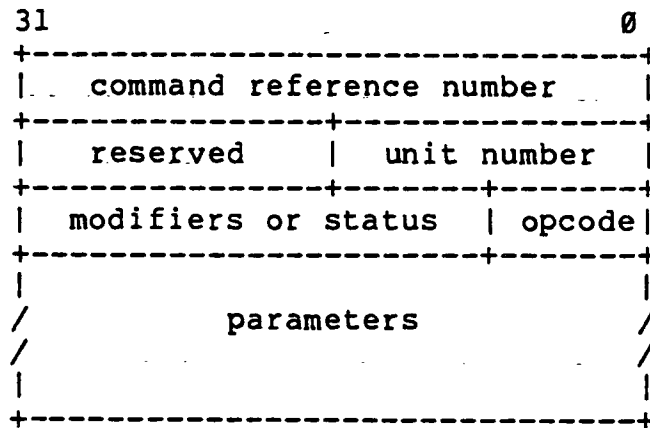 31 0
command reference number
reserved unit number
modifiers or status opcode
parameters